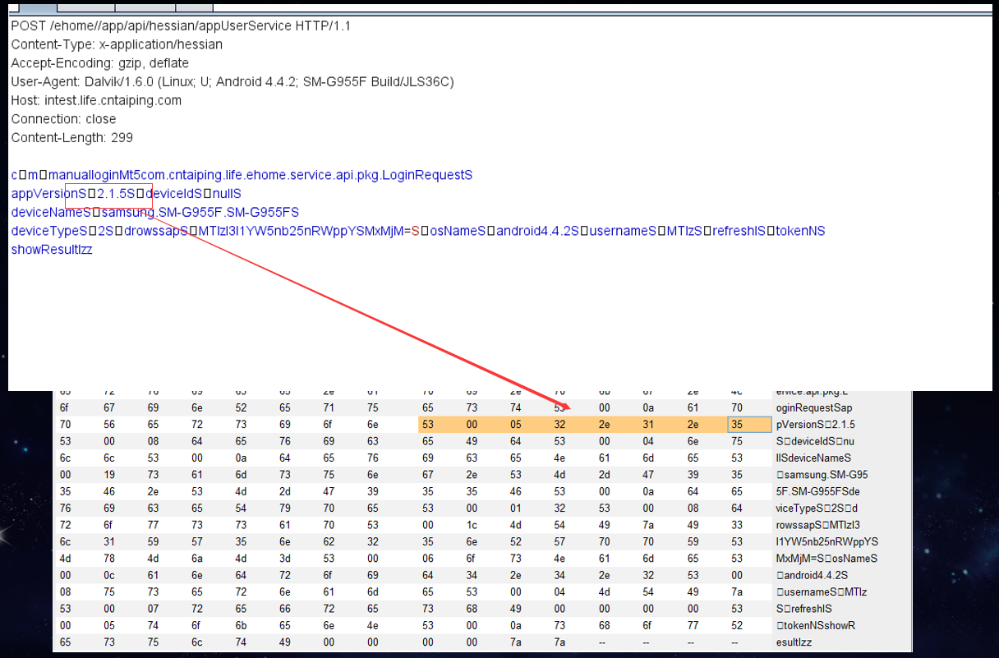 POST /ehome//app/api/hessian/appUserService HTTP/1.1
Content-Type: x-application/hessian
Accept-Encoding: gzip, deflate
User-Agent: Dalvik/1.6.0 (Linux; U; Android 4.4.2; SM-G955F Build/JLS36C)
Host: intest.life.cntaiping.com
Connection: close
Content-Length: 299
c□m□manualloginMt5com.cntaiping.life.ehome.service.api.pkg.LoginRequestS
appVersionS□2.1.5S□deviceIdS□nullS
deviceNameS□samsung.SM-G955F.SM-G955FS
deviceTypeS□2S□drowssapS□MTIzI3l1YW5nb25nRWppYSMxMjM=S□osNameS□android4.4.2S□usernameS□MTIzS□refreshIS□tokenNS
showResultIzz
65 72 76 69 63 65 2e 61 70 69 2e 70 6b 67 2e 4c ervice.api.pkg.L
6f 67 69 6e 52 65 71 75 65 73 74 53 00 0a 61 70 oginRequestSap
70 56 65 72 73 69 6f 6e 53 00 05 32 2e 31 2e 35 pVersionS□2.1.5
53 00 08 64 65 76 69 63 65 49 64 53 00 04 6e 75 S□deviceIdS□nu
6c 6c 53 00 0a 64 65 76 69 63 65 4e 61 6d 65 53 llSdeviceNameS
00 19 73 61 6d 73 75 6e 67 2e 53 4d 2d 47 39 35 □samsung.SM-G95
35 46 2e 53 4d 2d 47 39 35 35 46 53 00 0a 64 65 5F.SM-G955FSde
76 69 63 65 54 79 70 65 53 00 01 32 53 00 08 64 viceTypeS□2S□d
72 6f 77 73 73 61 70 53 00 1c 4d 54 49 7a 49 33 rowssapS□MTIzI3
6c 31 59 57 35 6e 62 32 35 6e 52 57 70 70 59 53 l1YW5nb25nRWppYS
4d 78 4d 6a 4d 3d 53 00 06 6f 73 4e 61 6d 65 53 MxMjM=S□osNameS
00 0c 61 6e 64 72 6f 69 64 34 2e 34 2e 32 53 00 □android4.4.2S
08 75 73 65 72 6e 61 6d 65 53 00 04 4d 54 49 7a □usernameS□MTIz
53 00 07 72 65 66 72 65 73 68 49 00 00 00 00 53 S□refreshIS
00 05 74 6f 6b 65 6e 4e 53 00 0a 73 68 6f 77 52 □tokenNSshowR
65 73 75 6c 74 49 00 00 00 00 7a 7a -- -- -- -- esultIzz